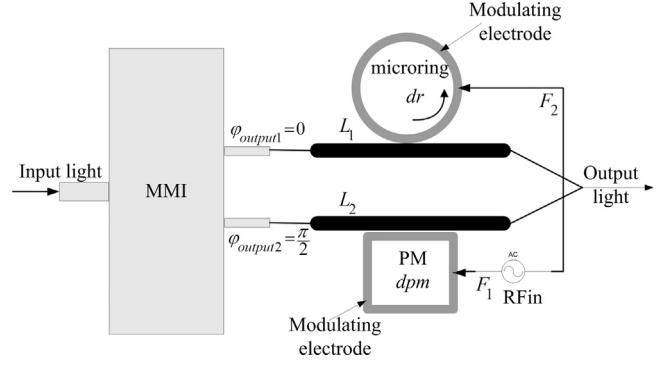 Modulating
electrode
microring
dr
F2
φoutput1=0
L1
Input light
MMI
Output
light
L2
φoutput2=π/2
PM
dpm
AC
F1
RFin
Modulating
electrode